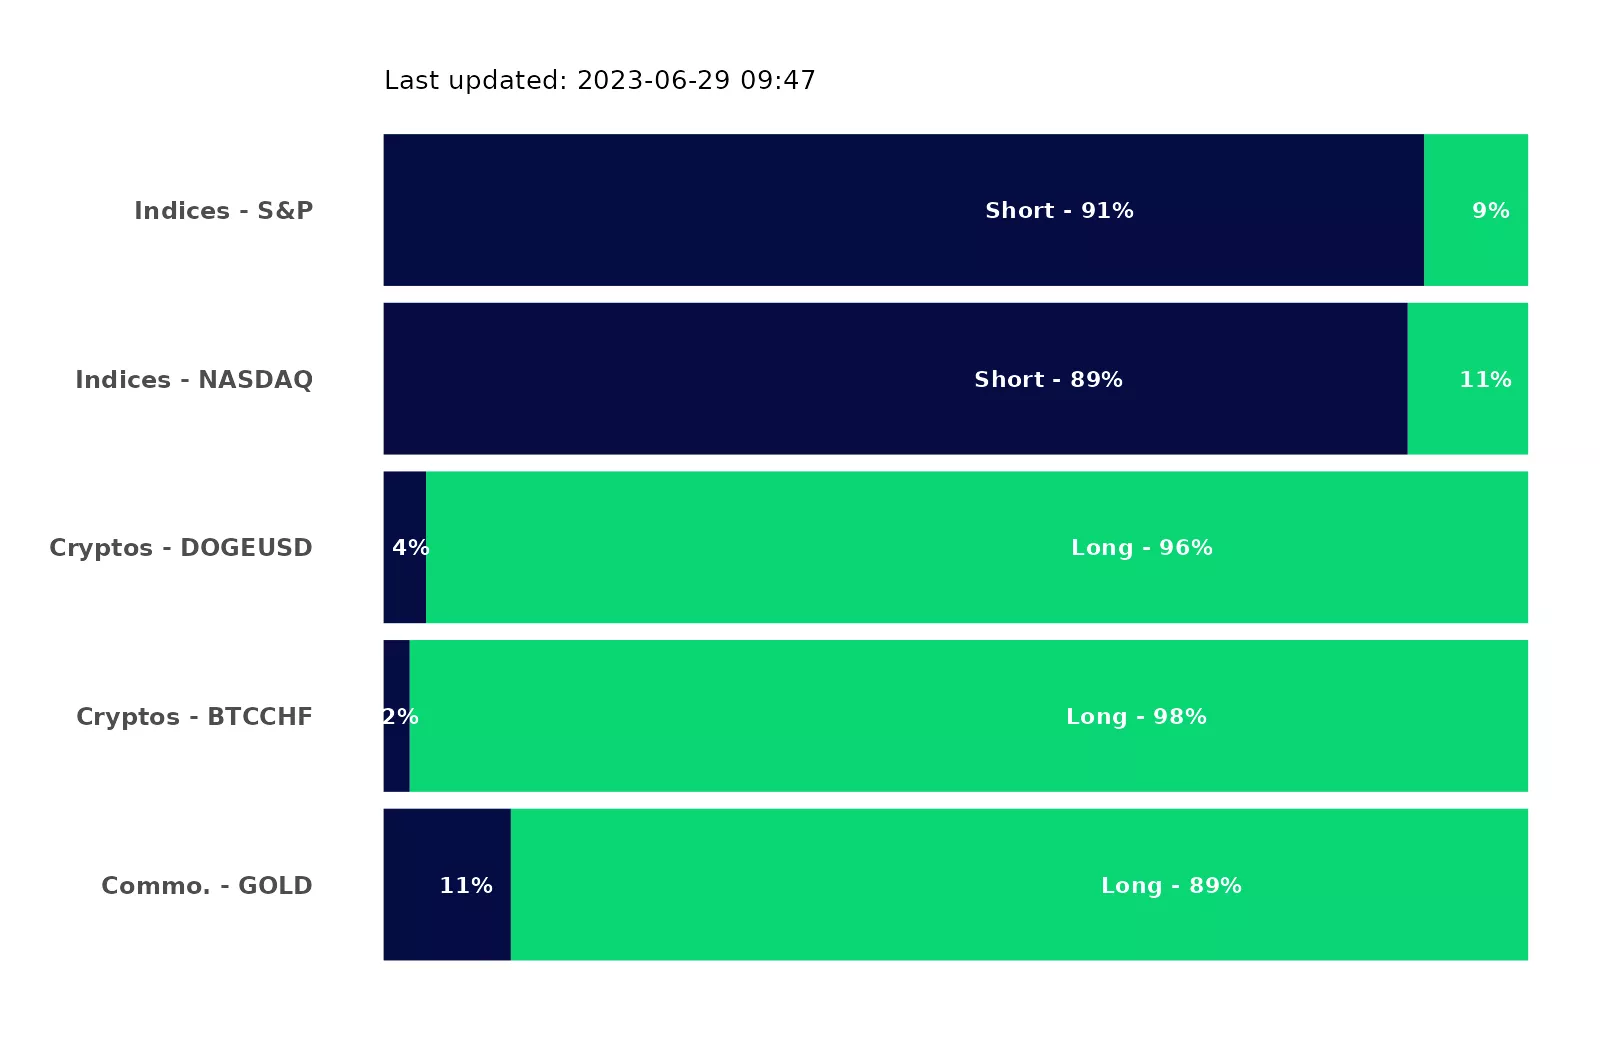 Last updated: 2023-06-29 09:47
Indices - S&P Short - 91% 9%
Indices - NASDAQ Short - 89% 11%
Cryptos - DOGEUSD 4% Long - 96%
Cryptos - BTCCHF 2% Long - 98%
Commo. - GOLD 11% Long - 89%